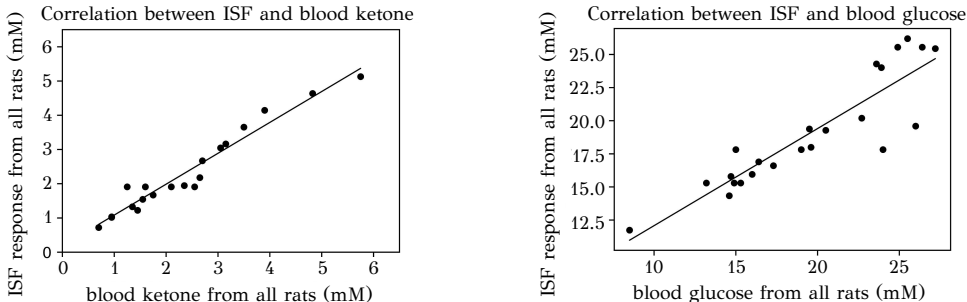 Correlation between ISF and blood ketone
ISF response from all rats (mM)
6
5
4
3
2
1
0
0 1 2 3 4 5 6
blood ketone from all rats (mM)
Correlation between ISF and blood glucose
ISF response from all rats (mM)
25.0
22.5
20.0
17.5
15.0
12.5
10 15 20 25
blood glucose from all rats (mM)